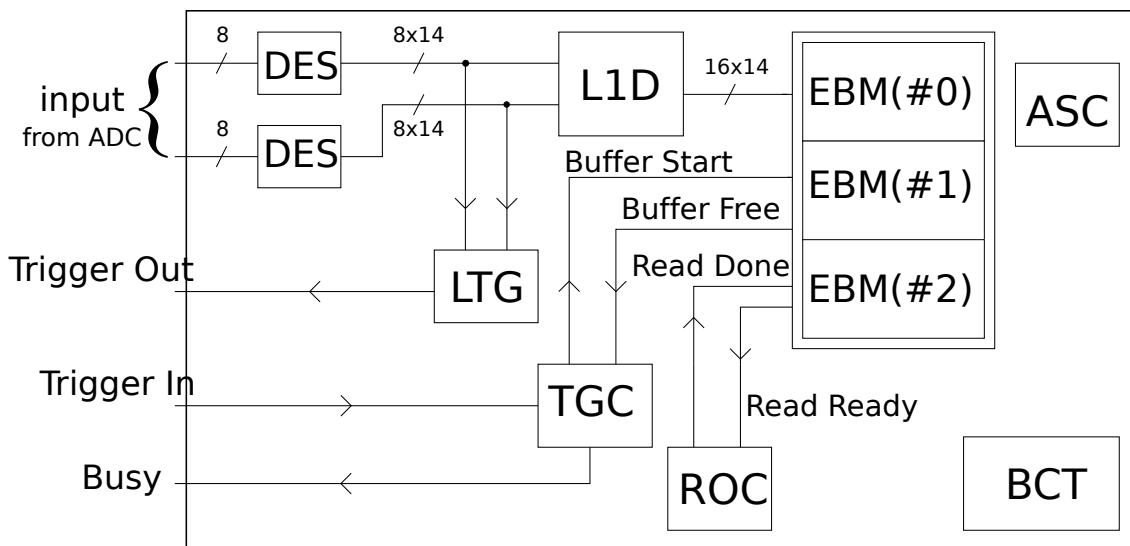 8
8x14
DES
L1D
16x14
EBM(#0)
ASC
input
from ADC
8
8x14
DES
Buffer Start
EBM(#1)
Buffer Free
Trigger Out
LTG
Read Done
EBM(#2)
Trigger In
TGC
Read Ready
Busy
ROC
BCT